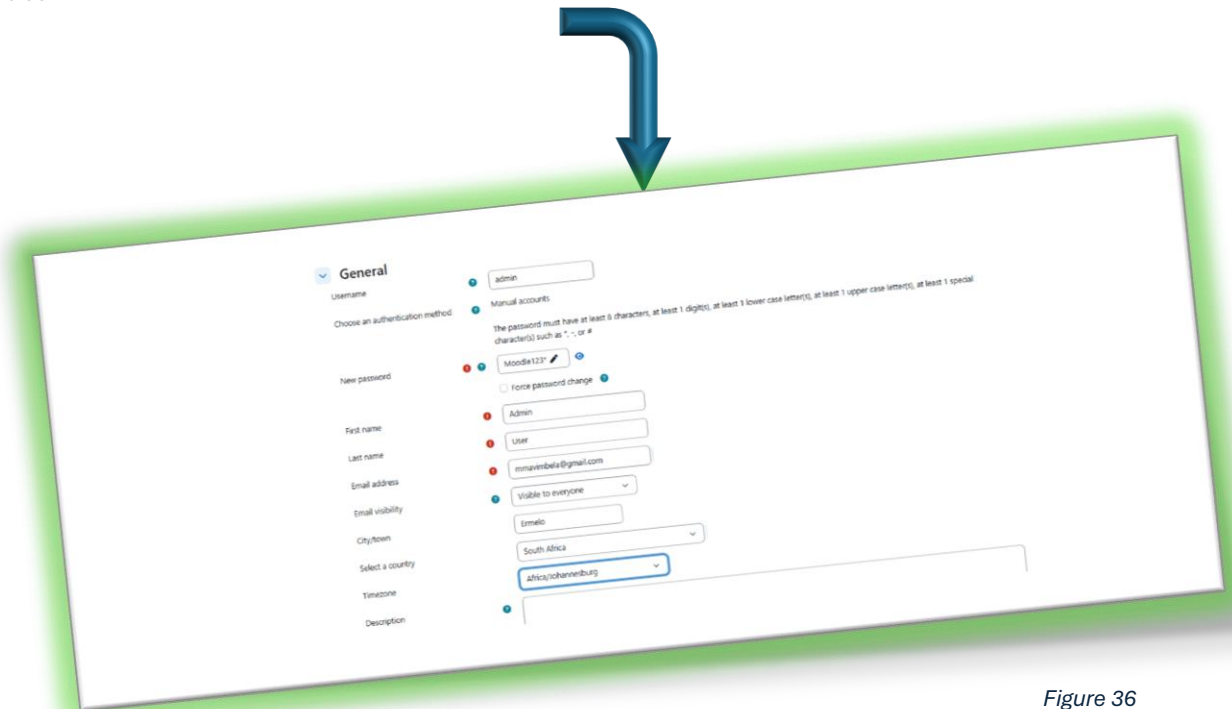 General
Username
admin
Choose an authentication method
Manual accounts
The password must have at least 8 characters, at least 1 digit(s), at least 1 lower case letter(s), at least 1 upper case letter(s), at least 1 special
character(s) such as *, -, or #
New password
Moodle123*
Force password change
First name
Admin
Last name
User
Email address
mmavimbela@gmail.com
Email visibility
Visible to everyone
City/town
Ermelo
Select a country
South Africa
Timezone
Africa/Johannesburg
Description
Figure 36